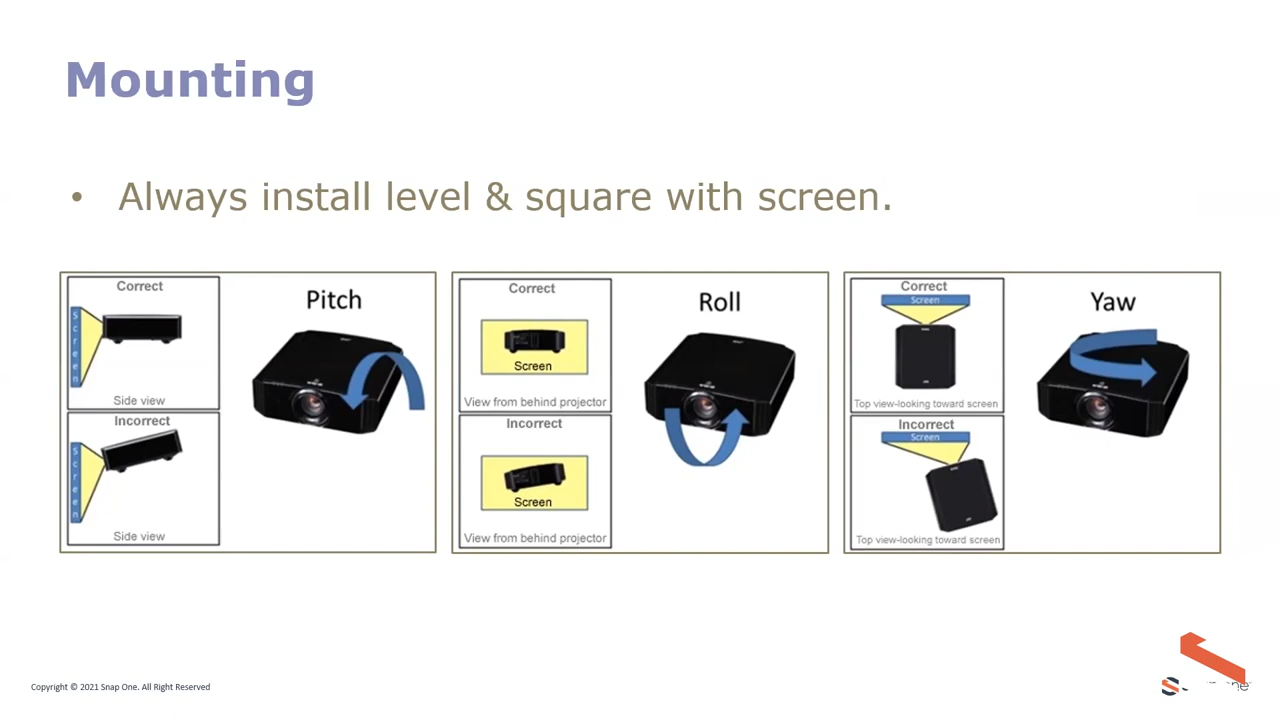 Mounting
• Always install level & square with screen.
Correct
Screen
Side view
Incorrect
Screen
Side view
Pitch
Correct
Screen
View from behind projector
Incorrect
Screen
View from behind projector
Roll
Correct
Screen
Top view-looking toward screen
Incorrect
Screen
Top view-looking toward screen
Yaw
Copyright © 2021 Snap One. All Right Reserved